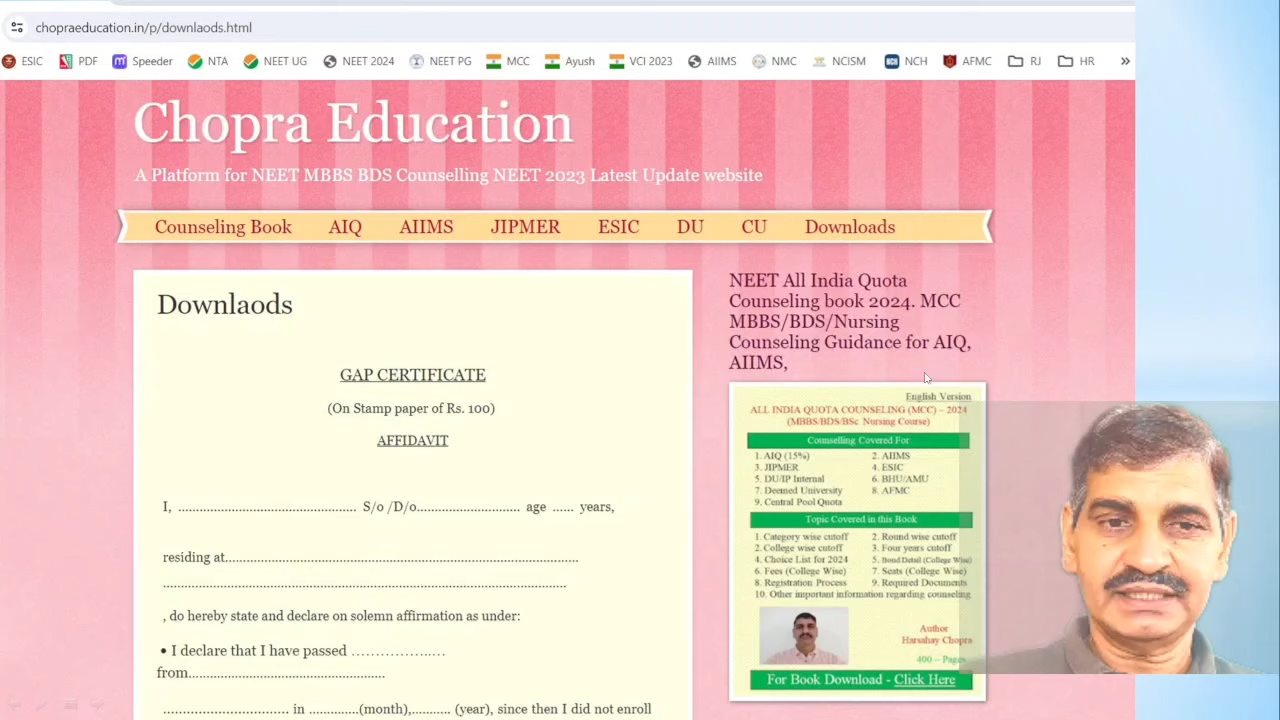 chopraeducation.in/p/downlaods.html
ESIC PDF Speeder NTA NEET UG NEET 2024 NEET PG MCC Ayush VCI 2023 AIIMS NMC NCISM NCH AFMC RJ HR »
Chopra Education
A Platform for NEET MBBS BDS Counselling NEET 2023 Latest Update website
Counseling Book AIQ AIIMS JIPMER ESIC DU CU Downloads
Downlaods
GAP CERTIFICATE
(On Stamp paper of Rs. 100)
AFFIDAVIT
I, .......................................... S/o /D/o........................ age ...... years,
residing at....................................................................................
................................................................................................
, do hereby state and declare on solemn affirmation as under:
• I declare that I have passed ……………..…
from..............................................
............................. in ............(month),......... (year), since then I did not enroll
NEET All India Quota
Counseling book 2024. MCC
MBBS/BDS/Nursing
Counseling Guidance for AIQ,
AIIMS,
English Version
ALL INDIA QUOTA COUNSELING (MCC) – 2024
(MBBS/BDS/BSc Nursing Course)
Counselling Covered For
1. AIQ (15%) 2. AIIMS
3. JIPMER 4. ESIC
5. DU/IP Internal 6. BHU/AMU
7. Deemed University 8. AFMC
9. Central Pool Quota
Topic Covered in this Book
1. Category wise cutoff 2. Round wise cutoff
2. College wise cutoff 3. Four years cutoff
4. Choice List for 2024 5. Bond Detail (College Wise)
6. Fees (College Wise) 7. Seats (College Wise)
8. Registration Process 9. Required Documents
10. Other important information regarding counseling
Author
Harsahay Chopra
400 – Pages
For Book Download - Click Here